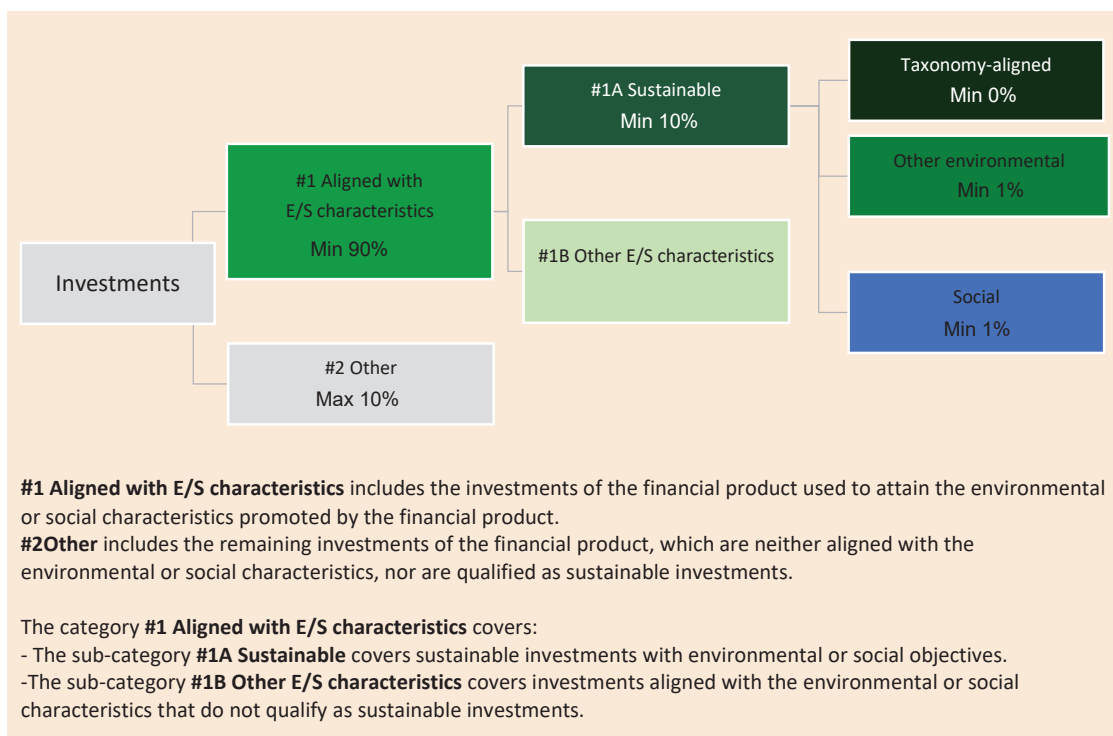 Investments
#1 Aligned with
E/S characteristics
Min 90%
#2 Other
Max 10%
#1A Sustainable
Min 10%
#1B Other E/S characteristics
Taxonomy-aligned
Min 0%
Other environmental
Min 1%
Social
Min 1%
#1 Aligned with E/S characteristics includes the investments of the financial product used to attain the environmental
or social characteristics promoted by the financial product.
#2Other includes the remaining investments of the financial product, which are neither aligned with the
environmental or social characteristics, nor are qualified as sustainable investments.
The category #1 Aligned with E/S characteristics covers:
- The sub-category #1A Sustainable covers sustainable investments with environmental or social objectives.
-The sub-category #1B Other E/S characteristics covers investments aligned with the environmental or social
characteristics that do not qualify as sustainable investments.